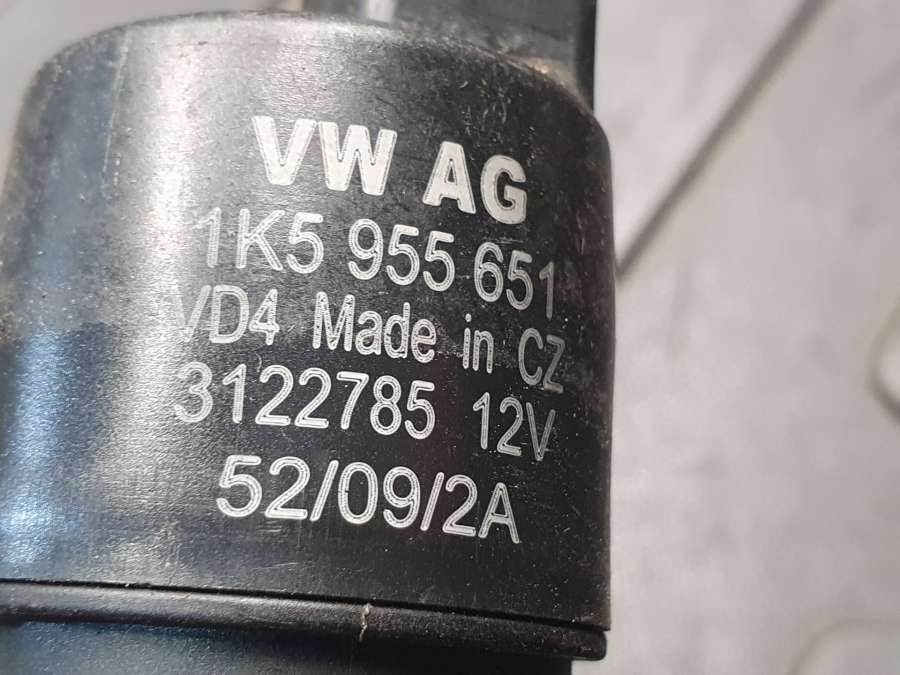 VW AG
1K5 955 651
VD4 Made in CZ
3122785 12V
52/09/2A